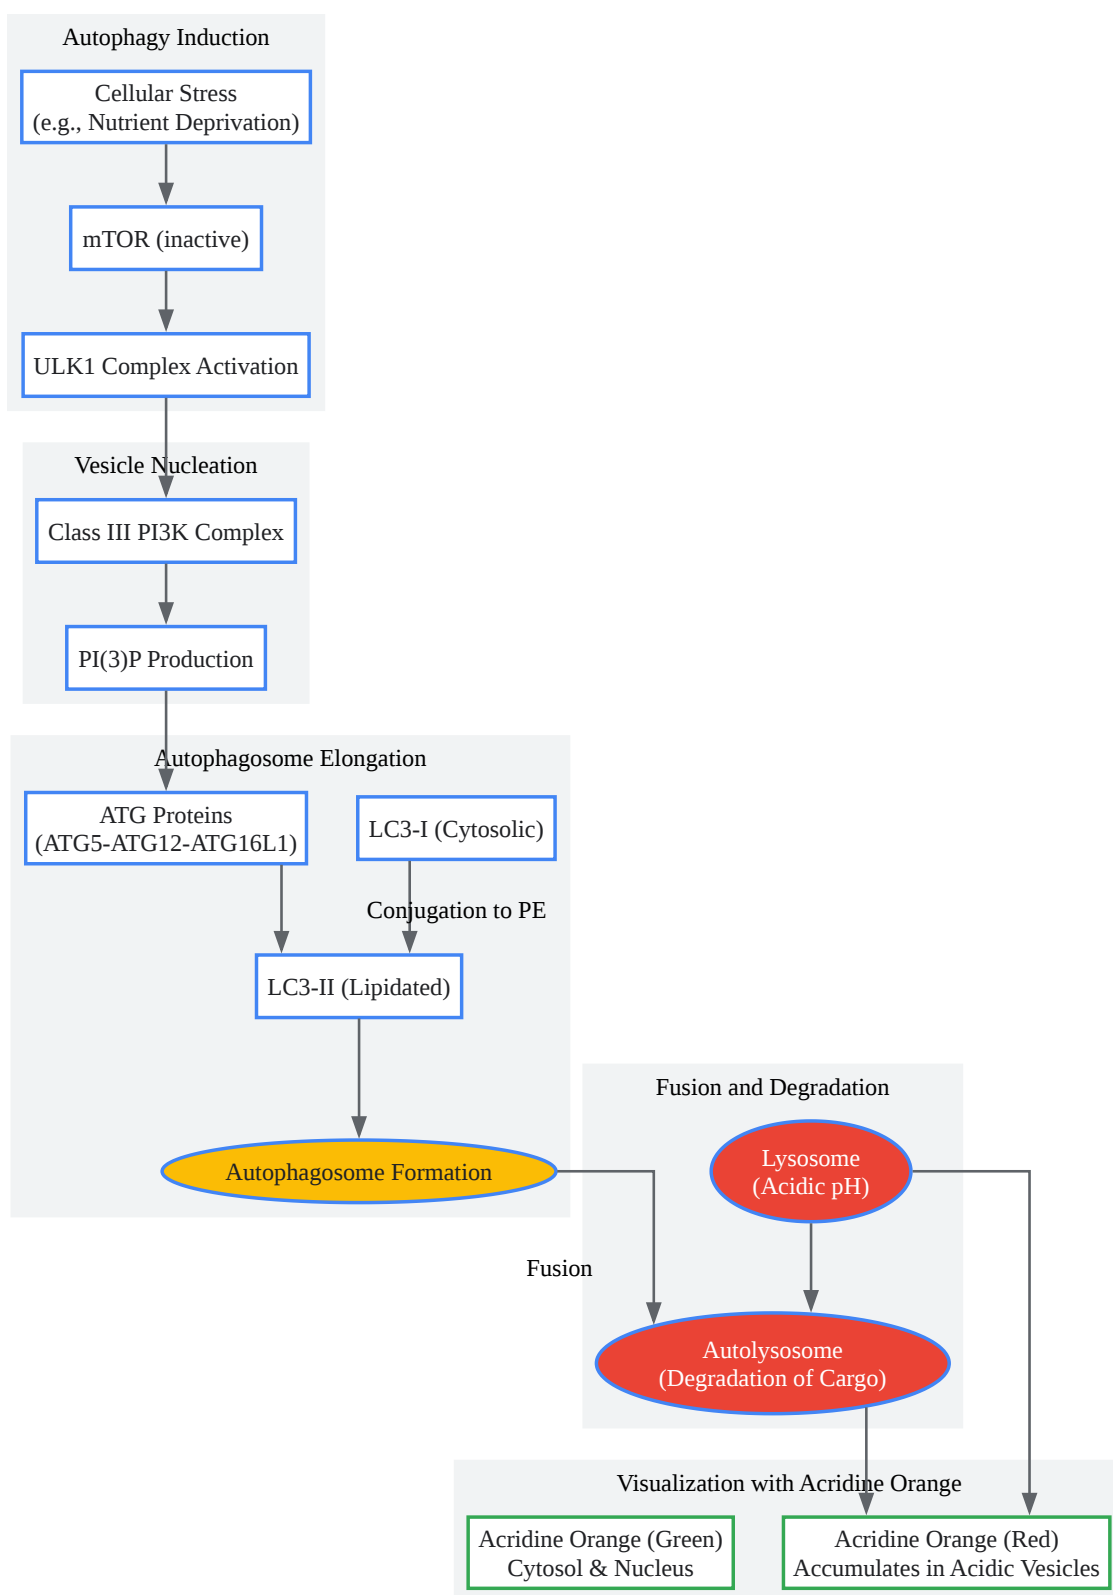 Autophagy Induction
Cellular Stress
(e.g., Nutrient Deprivation)
mTOR (inactive)
ULK1 Complex Activation
Vesicle Nucleation
Class III PI3K Complex
PI(3)P Production
Autophagosome Elongation
ATG Proteins
(ATG5-ATG12-ATG16L1)
LC3-I (Cytosolic)
Conjugation to PE
LC3-II (Lipidated)
Autophagosome Formation
Fusion and Degradation
Lysosome
(Acidic pH)
Fusion
Autolysosome
(Degradation of Cargo)
Visualization with Acridine Orange
Acridine Orange (Green)
Cytosol & Nucleus
Acridine Orange (Red)
Accumulates in Acidic Vesicles